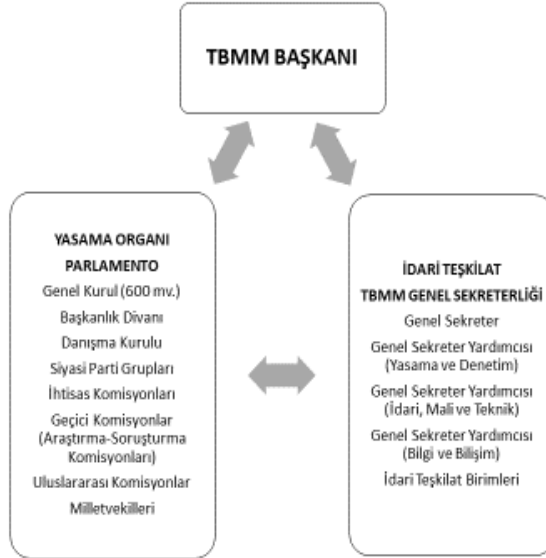 TBMM BAŞKANI
YASAMA ORGANI
PARLAMENTO
Genel Kurul (600 mv.)
Başkanlık Divanı
Danışma Kurulu
Siyasi Parti Grupları
İhtisas Komisyonları
Geçici Komisyonlar
(Araştırma-Soruşturma
Komisyonları)
Uluslararası Komisyonlar
Milletvekilleri
İDARİ TEŞKİLAT
TBMM GENEL SEKRETERLİĞİ
Genel Sekreter
Genel Sekreter Yardımcısı
(Yasama ve Denetim)
Genel Sekreter Yardımcısı
(İdari, Mali ve Teknik)
Genel Sekreter Yardımcısı
(Bilgi ve Bilişim)
İdari Teşkilat Birimleri